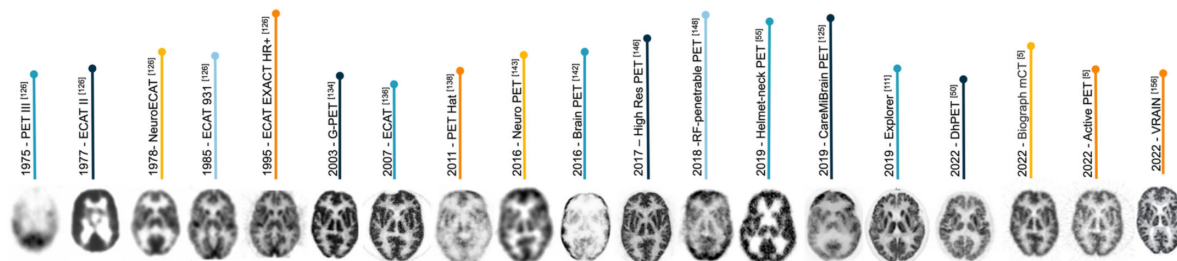 1975 - PET III [126]
1977 - ECAT II [126]
1978- NeuroECAT [126]
1985 - ECAT 931 [126]
1995 - ECAT EXACT HR+ [126]
2003 - G-PET [134]
2007 - ECAT [136]
2011 - PET Hat [138]
2016 - Neuro PET [143]
2016 - Brain PET [142]
2017 – High Res PET [146]
2018 -RF-penetrable PET [148]
2019 - Helmet-neck PET [55]
2019 - CareMiBrain PET [125]
2019 - Explorer [111]
2022 - DhPET [50]
2022 - Biograph mCT [5]
2022 - Active PET [5]
2022 - VRAIN [156]